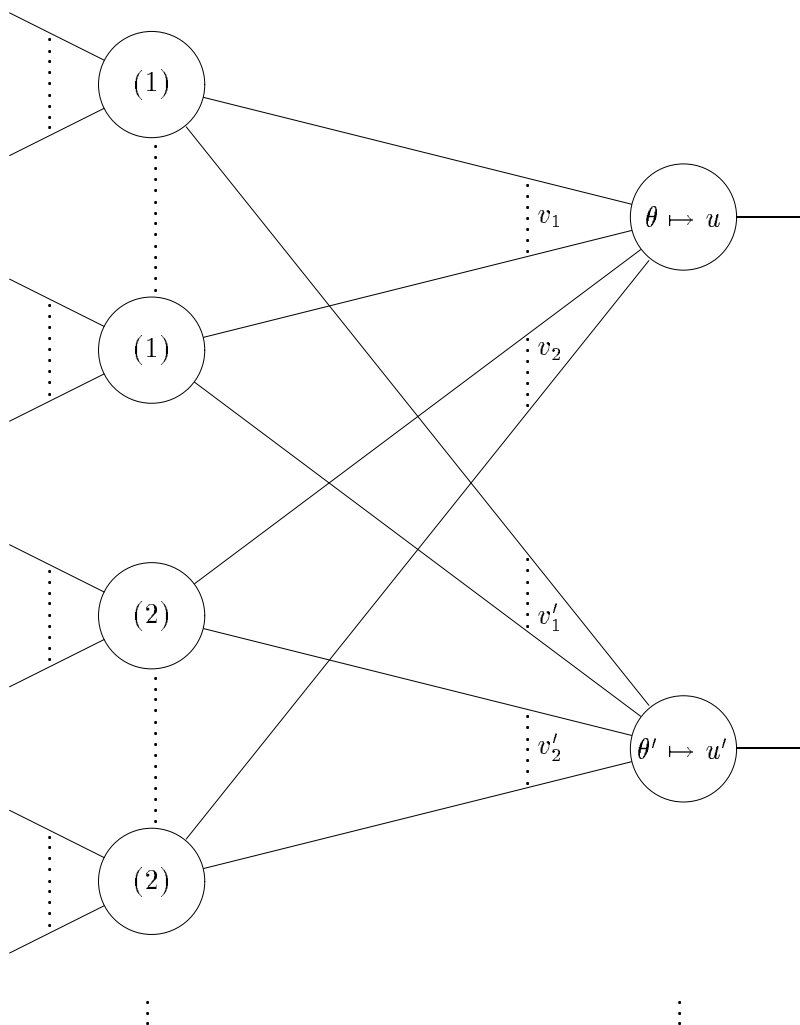 (1)
v₁
θ ↦ u
(1)
v₂
(2)
v′₁
v′₂
θ′ ↦ u′
(2)